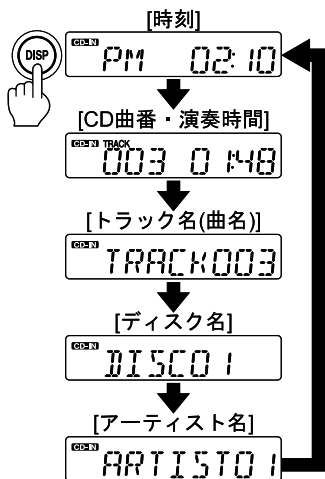 [時刻]
DISP
CD-IN
PM 02:10
[CD曲番・演奏時間]
CD-IN TRACK
003 01:48
[トラック名(曲名)]
CD-IN
TRACK003
[ディスク名]
CD-IN
DISC01
[アーティスト名]
CD-IN
ARTIST01